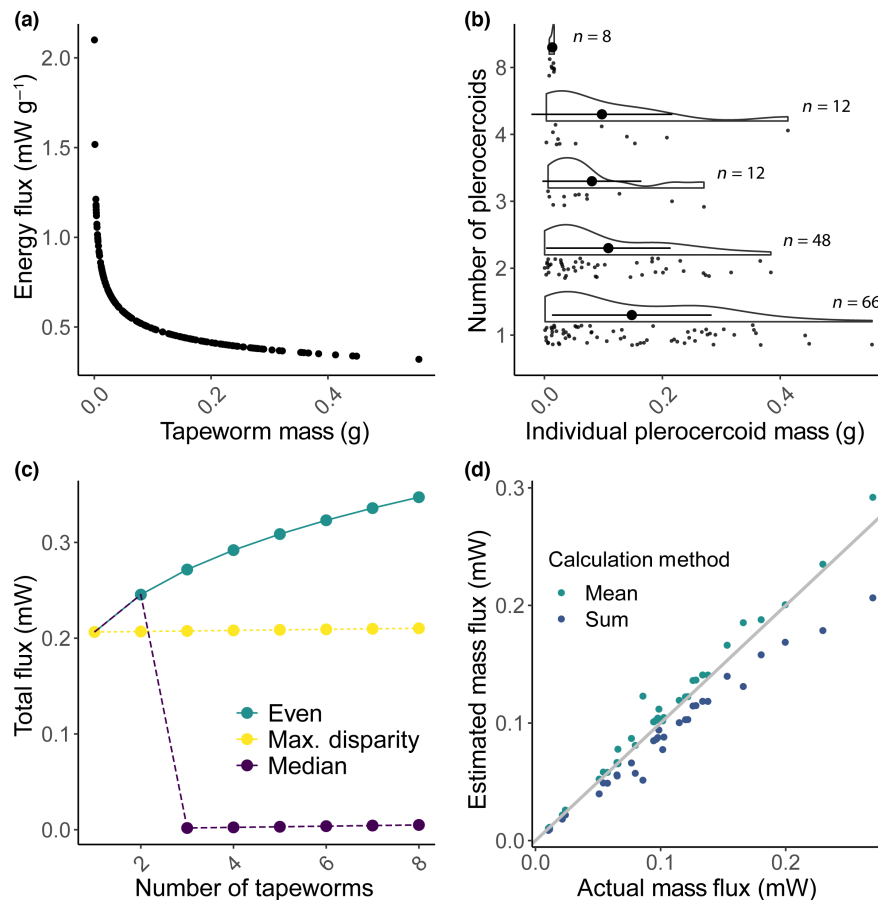 (a)
2.0
1.5
1.0
0.5
Energy flux (mW g⁻¹)
0.0
0.2
0.4
Tapeworm mass (g)
(b)
8
4
3
2
1
Number of plerocercoids
n = 8
n = 12
n = 12
n = 48
n = 66
0.0
0.2
0.4
Individual plerocercoid mass (g)
(c)
0.3
0.2
0.1
0.0
Total flux (mW)
Even
Max. disparity
Median
2
4
6
8
Number of tapeworms
(d)
0.3
0.2
0.1
0.0
Estimated mass flux (mW)
Calculation method
Mean
Sum
0.0
0.1
0.2
Actual mass flux (mW)